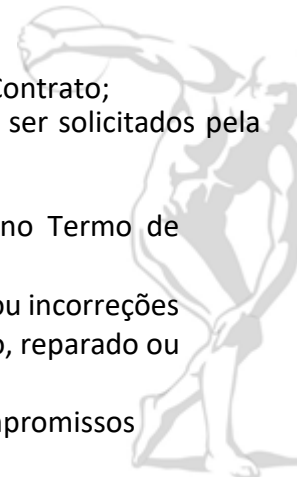 Contrato;
ser solicitados pela
no Termo de
ou incorreções
o, reparado ou
npromissos